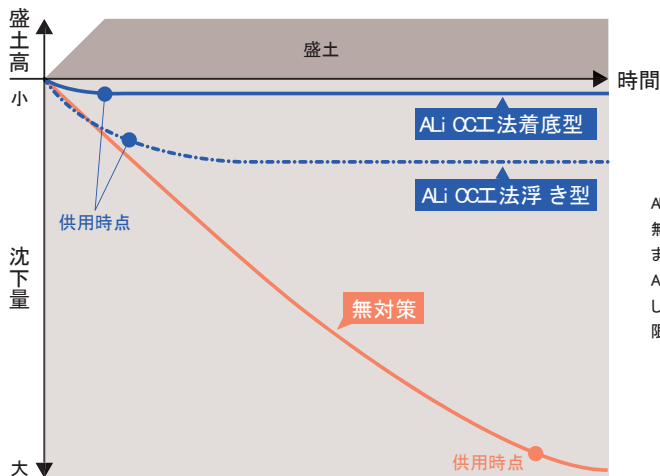 盛土高
盛土
時間
小
ALiCC工法着底型
ALiCC工法浮き型
供用時点
沈下量
無対策
供用時点
大